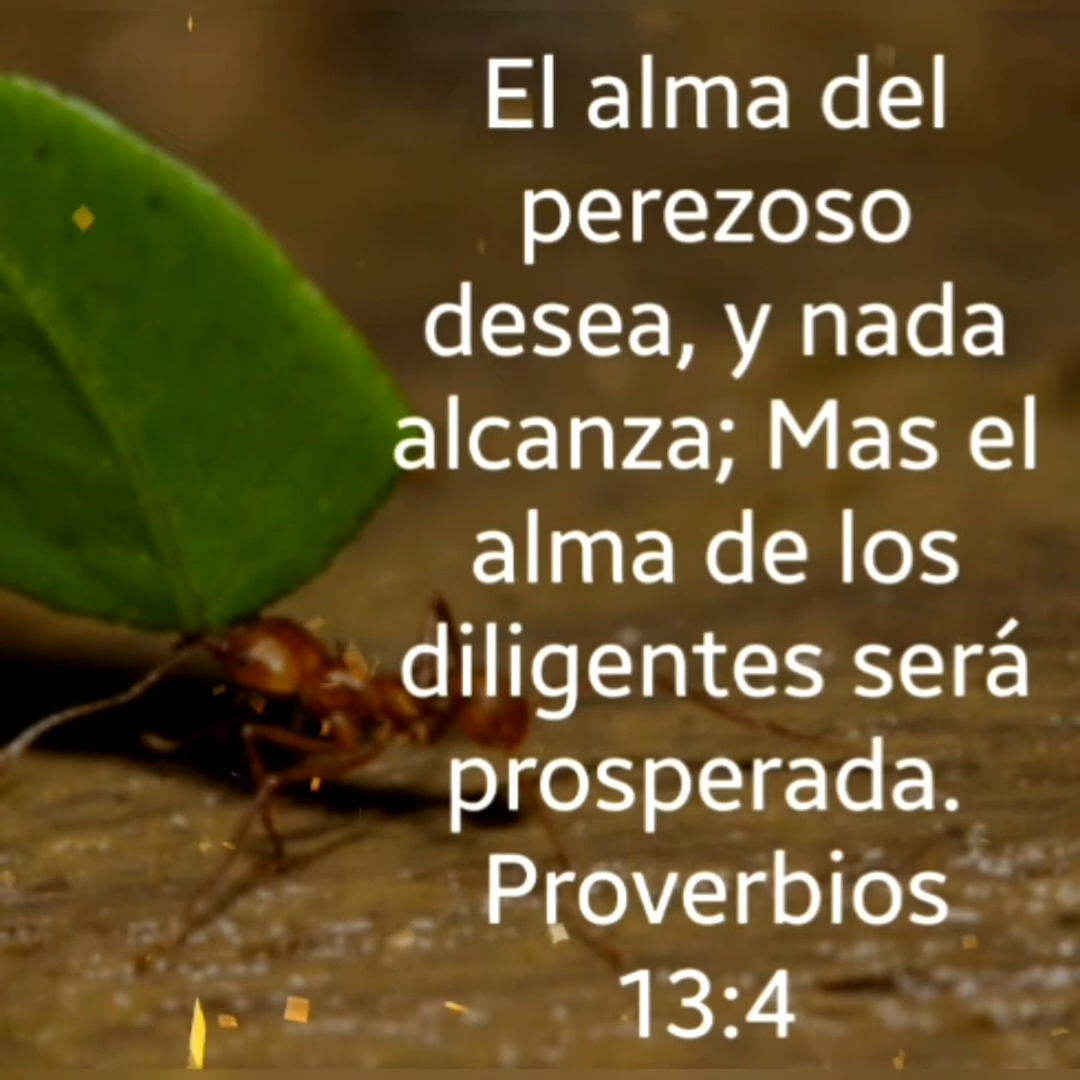 El alma del
perezoso
desea, y nada
alcanza; Mas el
alma de los
diligentes será
prosperada.
Proverbios
13:4